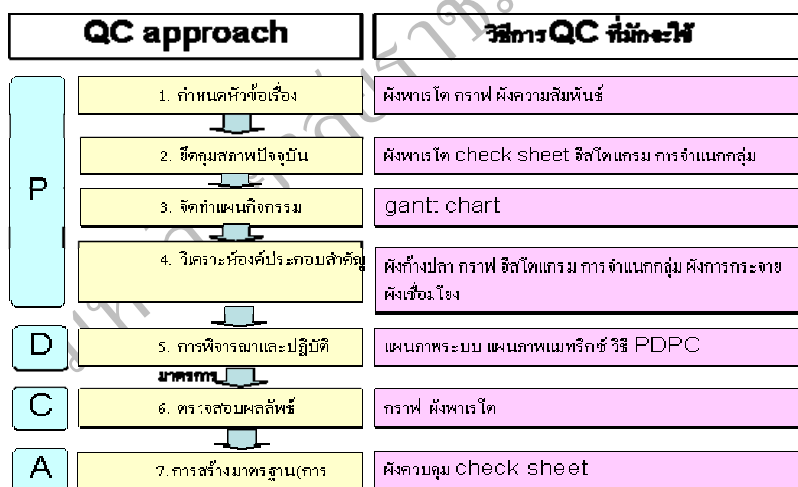 QC approach
วิธีการ QC ที่มักจะใช้
P
1. กำหนดหัวข้อเรื่อง
ผังพาเรโต กราฟ ผังความสัมพันธ์
2. ยึดกุมสภาพปัจจุบัน
ผังพาเรโต check sheet ฮีสโตแกรม การจำแนกกลุ่ม
3. จัดทำแผนกิจกรรม
gantt chart
4. วิเคราะห์องค์ประกอบสำคัญ
ผังก้างปลา กราฟ ฮีสโตแกรม การจำแนกกลุ่ม ผังการกระจาย
ผังเชื่อมโยง
D
5. การพิจารณาและปฏิบัติ
มาตรการ
แผนภาพระบบ แผนภาพแมทริกซ์ วิธี PDPC
C
6. ตรวจสอบผลลัพธ์
กราฟ ผังพาเรโต
A
7.การสร้างมาตรฐาน(การ
ผังควบคุม check sheet